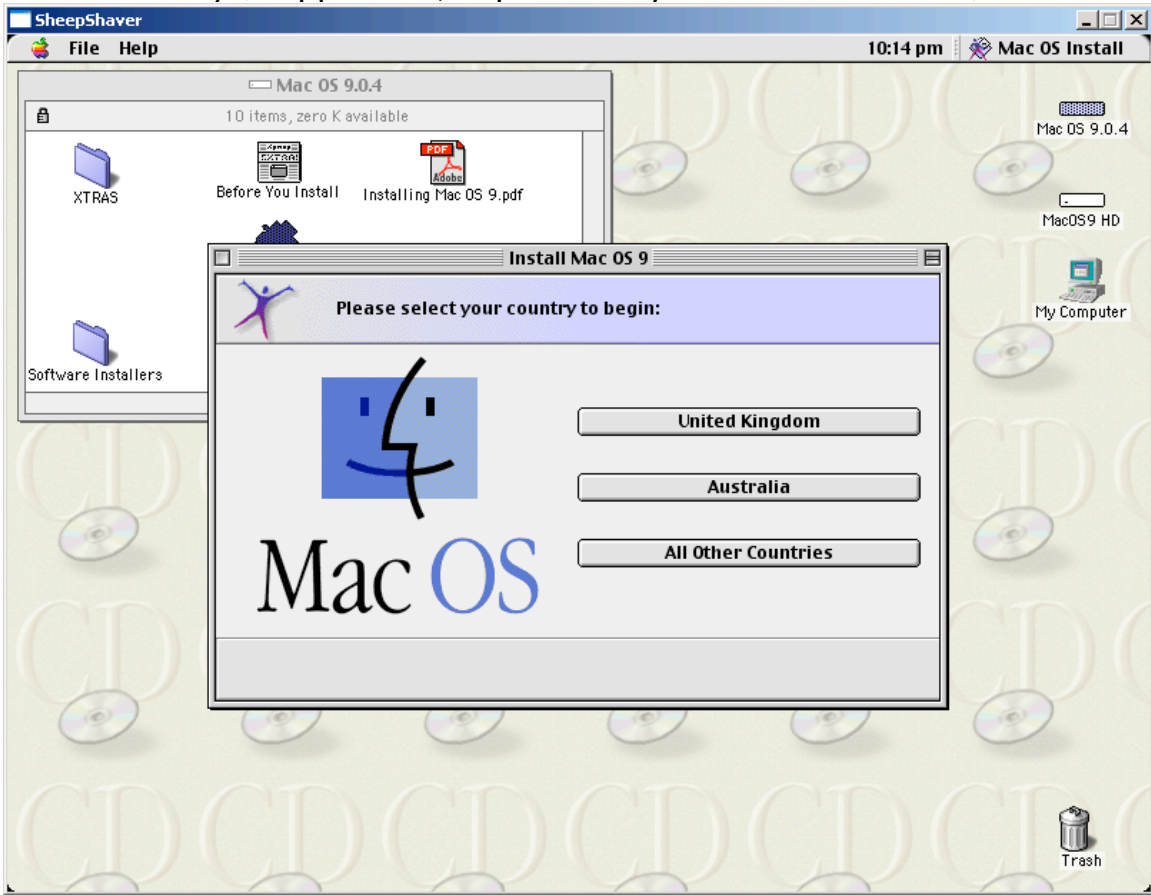 SheepShaver
File Help
10:14 pm Mac OS Install
Mac OS 9.0.4
10 items, zero K available
XTRAS
Before You Install
PDF
Adobe
Installing Mac OS 9.pdf
Software Installers
Install Mac OS 9
Please select your country to begin:
Mac OS
United Kingdom
Australia
All Other Countries
Mac OS 9.0.4
MacOS9 HD
My Computer
Trash